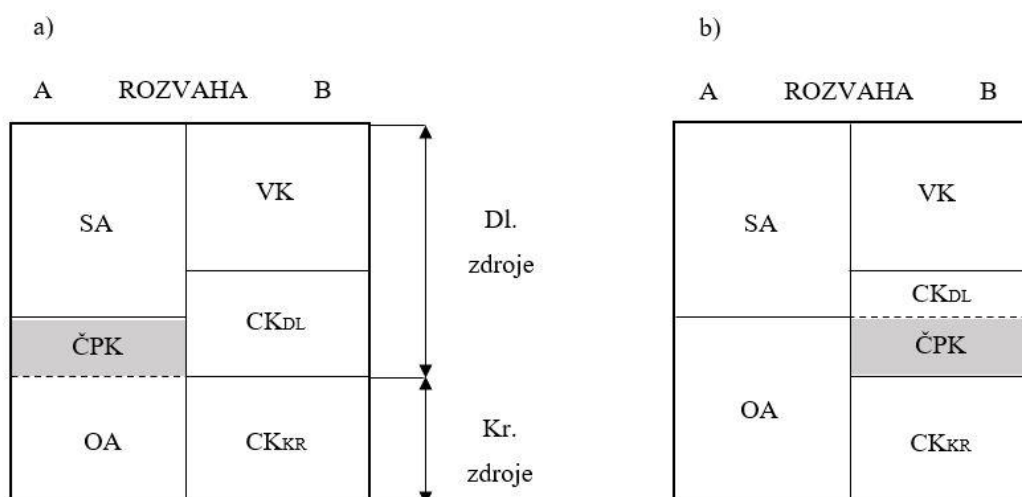 a)
A ROZVAHA B
SA
VK
CKDL
ČPK
OA
CKKR
Dl.
zdroje
Kr.
zdroje
b)
A ROZVAHA B
SA
VK
CKDL
ČPK
OA
CKKR